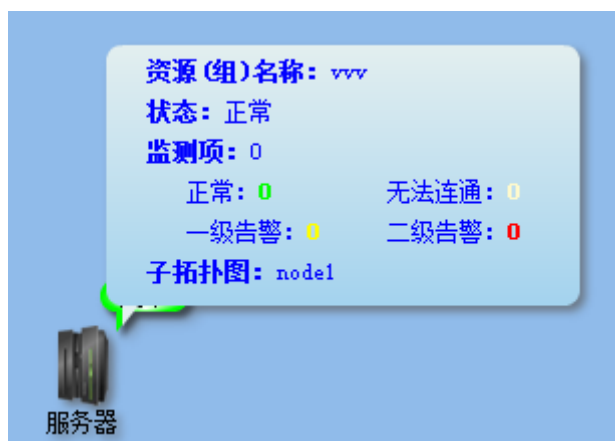 资源(组)名称：vvv
状态：正常
监测项：0
正常：0 无法连通：0
一级告警：0 二级告警：0
子拓扑图：node1
服务器